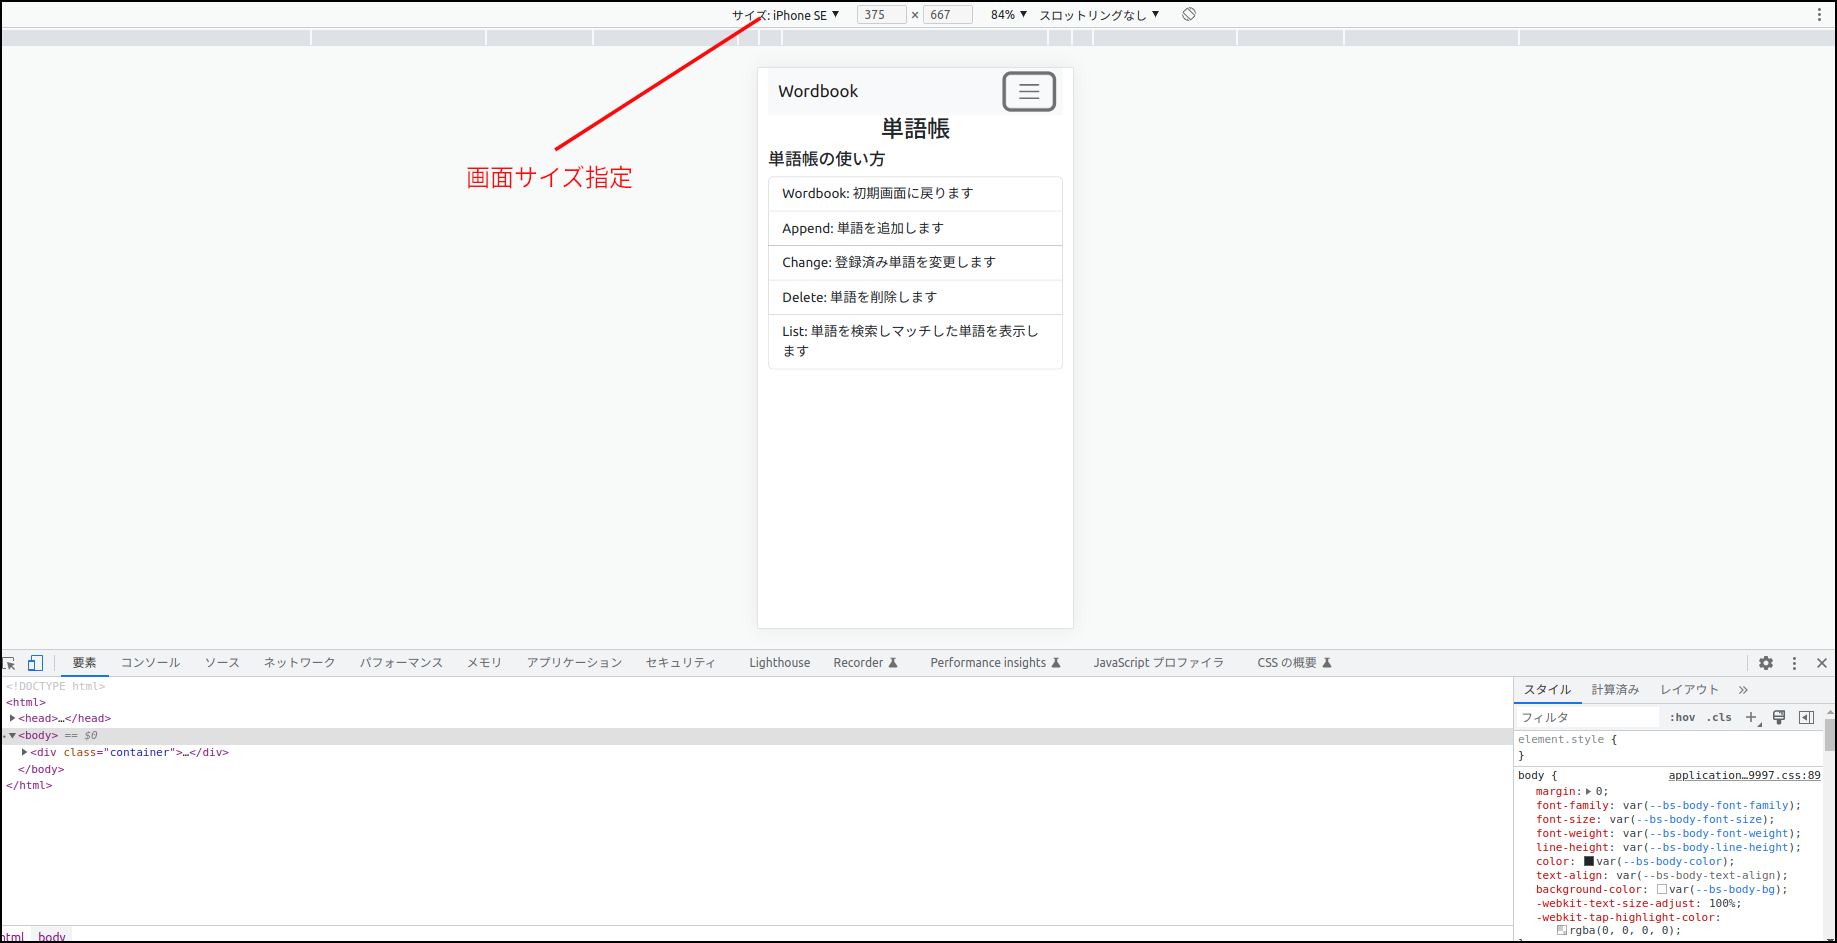 サイズ: iPhone SE ▼ 375 × 667 84% ▼ スロットリングなし ▼
Wordbook
単語帳
単語帳の使い方
画面サイズ指定
Wordbook: 初期画面に戻ります
Append: 単語を追加します
Change: 登録済み単語を変更します
Delete: 単語を削除します
List: 単語を検索しマッチした単語を表示し
ます
要素 コンソール ソース ネットワーク パフォーマンス メモリ アプリケーション セキュリティ Lighthouse Recorder Performance insights JavaScript プロファイラ CSS の概要
<!DOCTYPE html>
<html>
<head>…</head>
<body> == $0
<div class="container">…</div>
</body>
</html>
html body
スタイル 計算済み レイアウト »
フィルタ :hov .cls +
element.style {
}
body { application…9997.css:89
margin: 0;
font-family: var(--bs-body-font-family);
font-size: var(--bs-body-font-size);
font-weight: var(--bs-body-font-weight);
line-height: var(--bs-body-line-height);
color: var(--bs-body-color);
text-align: var(--bs-body-text-align);
background-color: var(--bs-body-bg);
-webkit-text-size-adjust: 100%;
-webkit-tap-highlight-color:
rgba(0, 0, 0, 0);